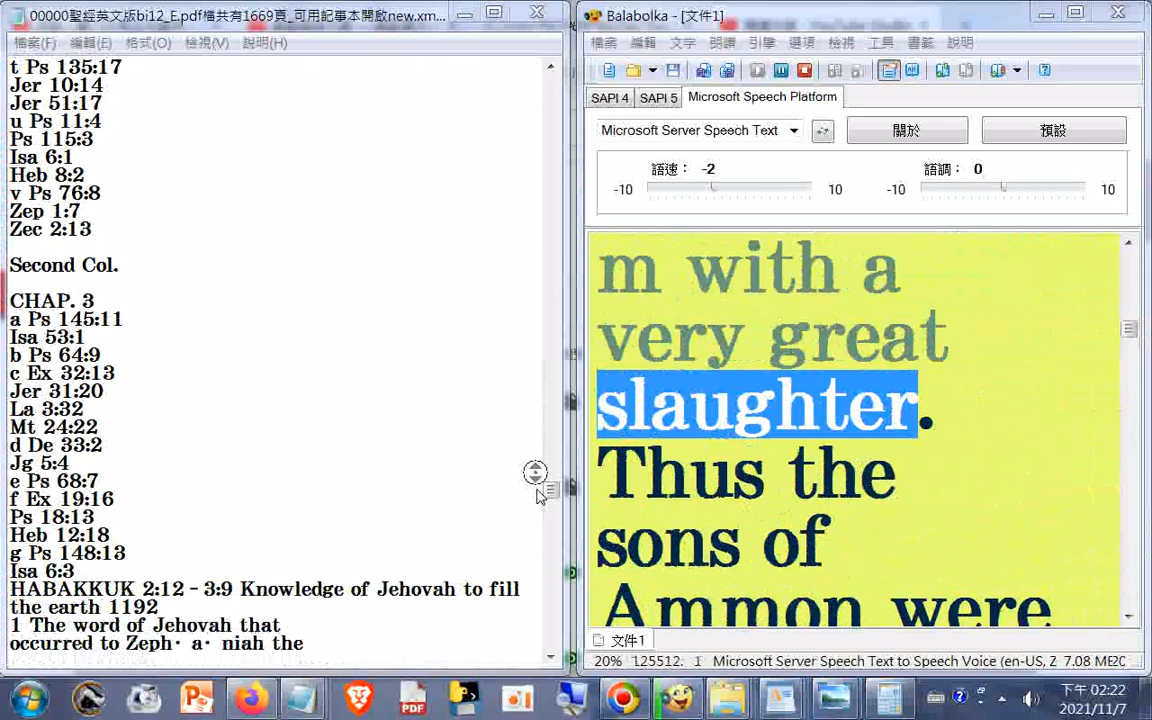 00000聖經英文版bi12_E.pdf檔共有1669頁_可用記事本開啟new.xm...
檔案(F) 編輯(E) 格式(O) 檢視(V) 說明(H)
t Ps 135:17
Jer 10:14
Jer 51:17
u Ps 11:4
Ps 115:3
Isa 6:1
Heb 8:2
v Ps 76:8
Zep 1:7
Zec 2:13
Second Col.
CHAP. 3
a Ps 145:11
Isa 53:1
b Ps 64:9
c Ex 32:13
Jer 31:20
La 3:32
Mt 24:22
d De 33:2
Jg 5:4
e Ps 68:7
f Ex 19:16
Ps 18:13
Heb 12:18
g Ps 148:13
Isa 6:3
HABAKKUK 2:12–3:9 Knowledge of Jehovah to fill
the earth 1192
1 The word of Jehovah that
occurred to Zeph· a· niah the
Balabolka - [文件1]
檔案 編輯 文字 朗讀 引擎 選項 檢視 工具 書籤 說明
SAPI 4 SAPI 5 Microsoft Speech Platform
Microsoft Server Speech Text 關於 預設
語速： -2 語調： 0
-10 10 -10 10
m with a
very great
slaughter.
Thus the
sons of
Ammon were
文件1
20% 125512. 1 Microsoft Server Speech Text to Speech Voice (en-US, Z 7.08 ME
下午 02:22
2021/11/7